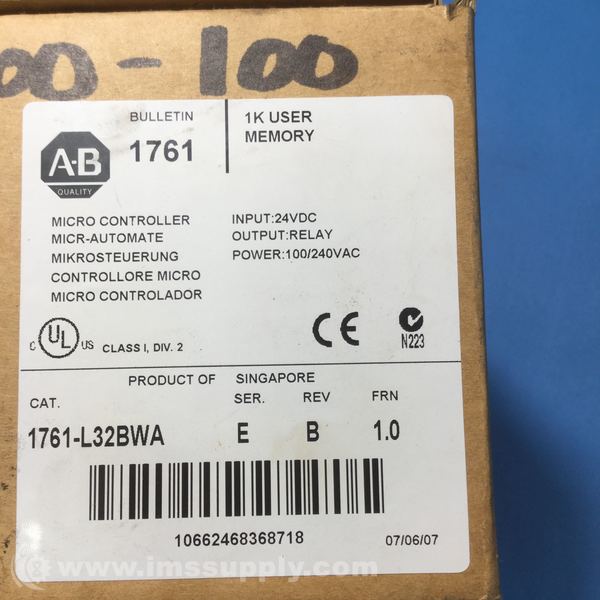 00-100
BULLETIN
1761
1K USER
MEMORY
A-B
QUALITY
MICRO CONTROLLER
MICR-AUTOMATE
MIKROSTEUERUNG
CONTROLLORE MICRO
MICRO CONTROLADOR
INPUT:24VDC
OUTPUT:RELAY
POWER:100/240VAC
C UL US CLASS I, DIV. 2
CE
N223
PRODUCT OF SINGAPORE
CAT. SER. REV FRN
1761-L32BWA E B 1.0
10662468368718
07/06/07
www.imssupply.com